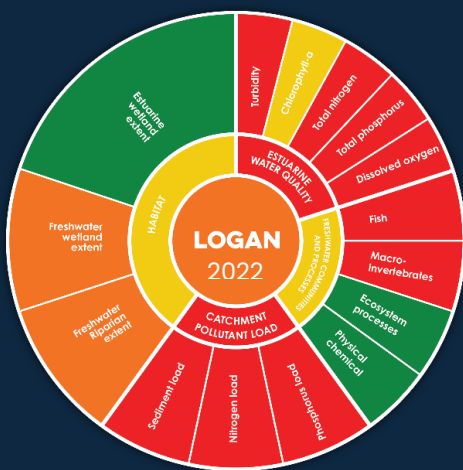 LOGAN
2022
ESTUARINE
WATER QUALITY
Turbidity
Chlorophyll-a
Total nitrogen
Total phosphorus
Dissolved oxygen
FRESHWATER COMMUNITIES
AND PROCESSES
Fish
Macro-
Invertebrates
Ecosystem
processes
Physical
chemical
CATCHMENT
POLLUTANT LOAD
Phosphorus load
Nitrogen load
Sediment load
HABITAT
Freshwater
Riparian
extent
Freshwater
wetland
extent
Estuarine
wetland
extent